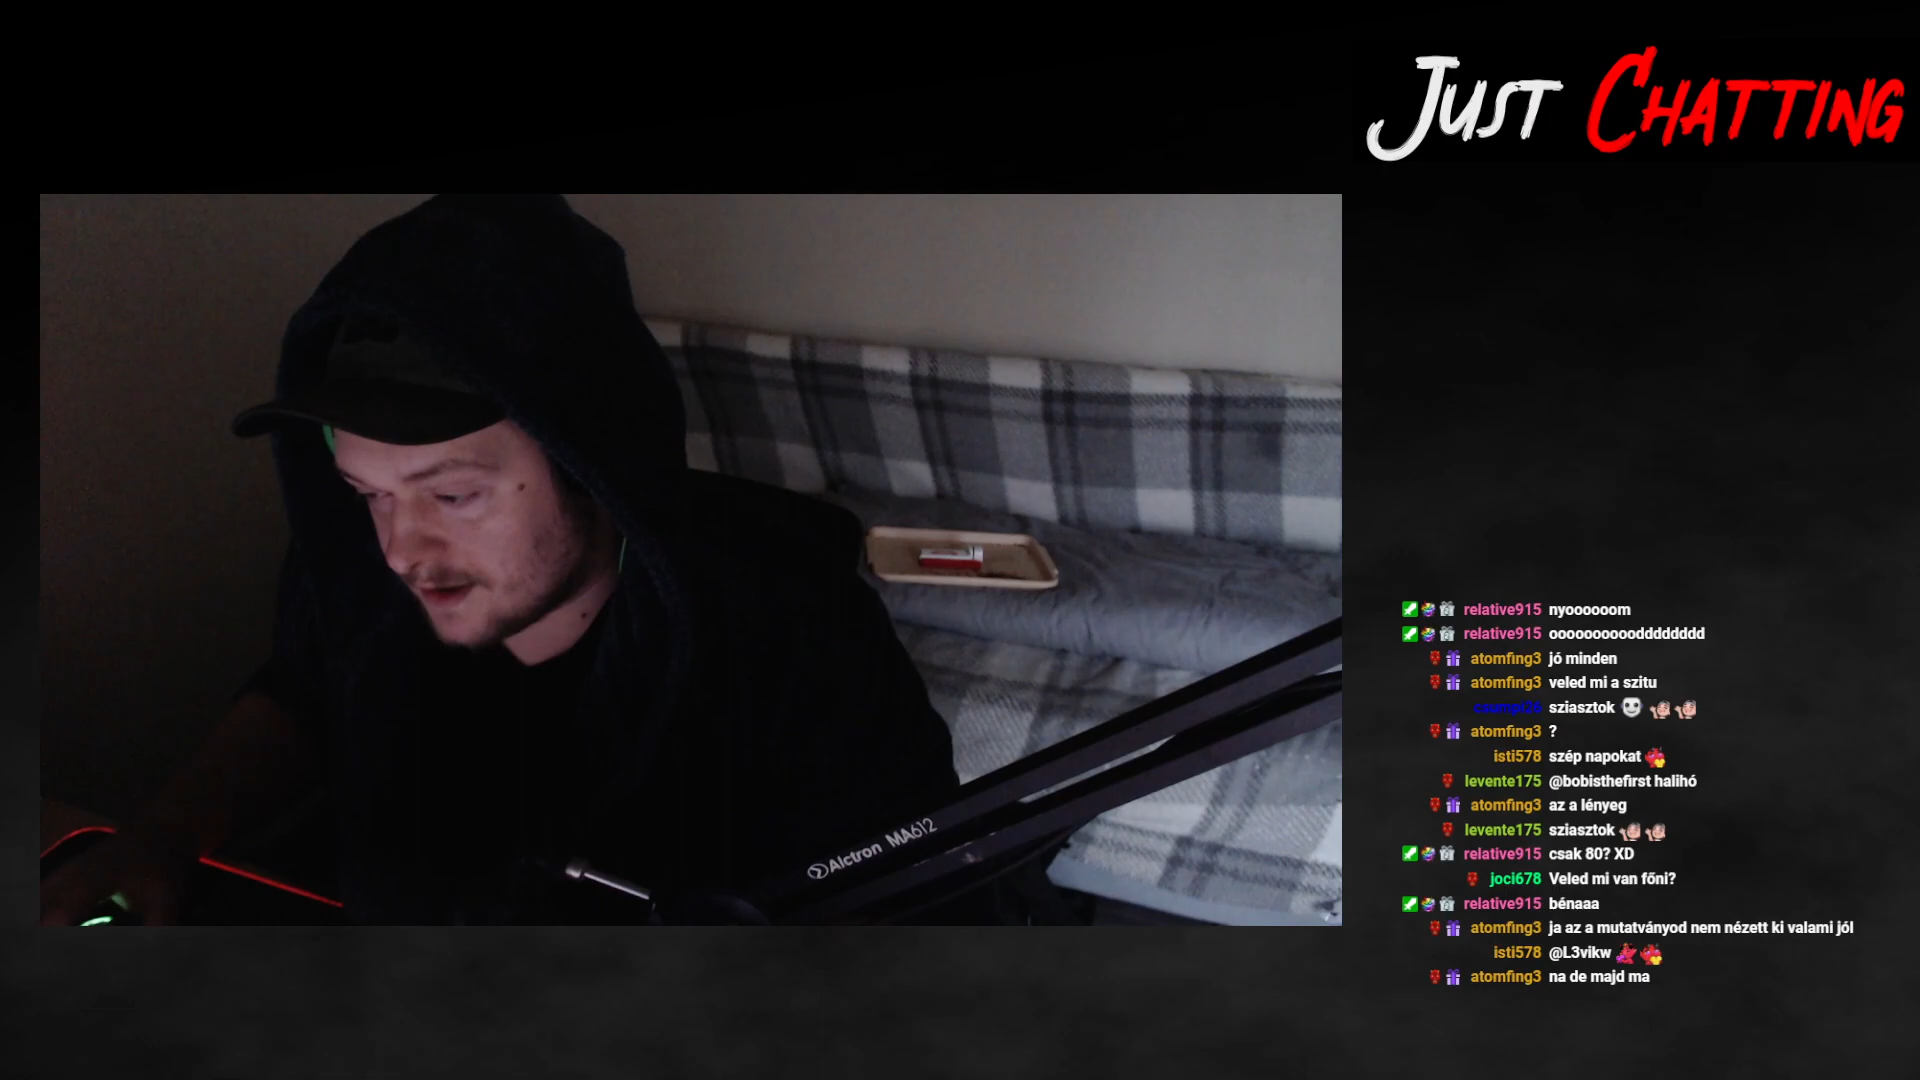 JUST CHATTING
Alctron MA612
relative915 nyoooooom
relative915 ooooooooooodddddddd
atomfing3 jó minden
atomfing3 veled mi a szitu
csumpi26 sziasztok
atomfing3 ?
isti578 szép napokat
levente175 @bobisthefirst halihó
atomfing3 az a lényeg
levente175 sziasztok
relative915 csak 80? XD
joci678 Veled mi van főni?
relative915 bénaaa
atomfing3 ja az a mutatványod nem nézett ki valami jól
isti578 @L3vikw
atomfing3 na de majd ma